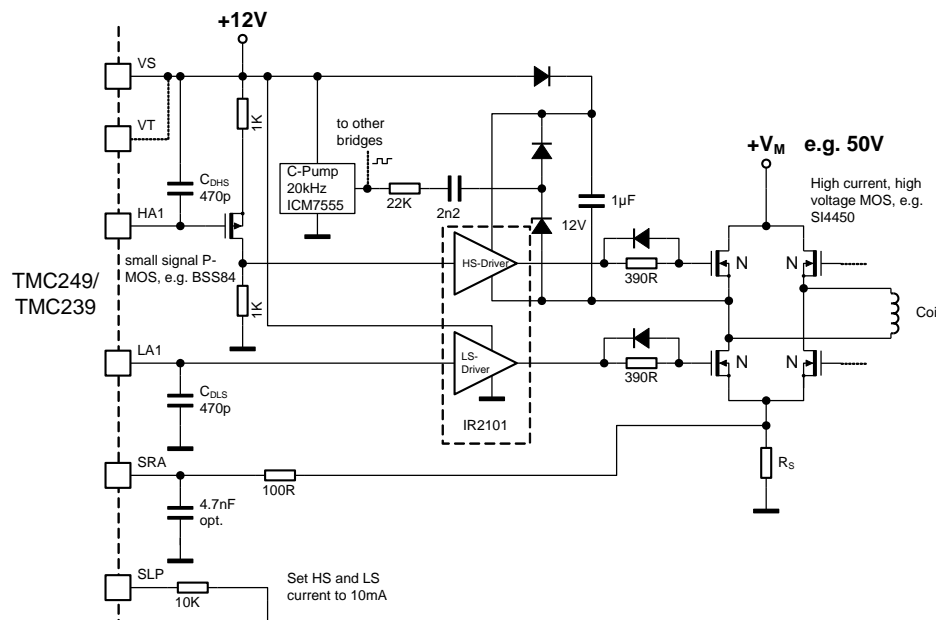 +12V
VS
VT
1K
to other
bridges
C-Pump
20kHz
ICM7555
22K
2n2
12V
1µF
+VM e.g. 50V
High current, high
voltage MOS, e.g.
SI4450
CDHS
470p
HA1
small signal P-
MOS, e.g. BSS84
1K
HS-Driver
390R
N
N
TMC249/
TMC239
Coi
LA1
LS-
Driver
390R
N
N
CDLS
470p
IR2101
SRA
100R
RS
4.7nF
opt.
SLP
10K
Set HS and LS
current to 10mA